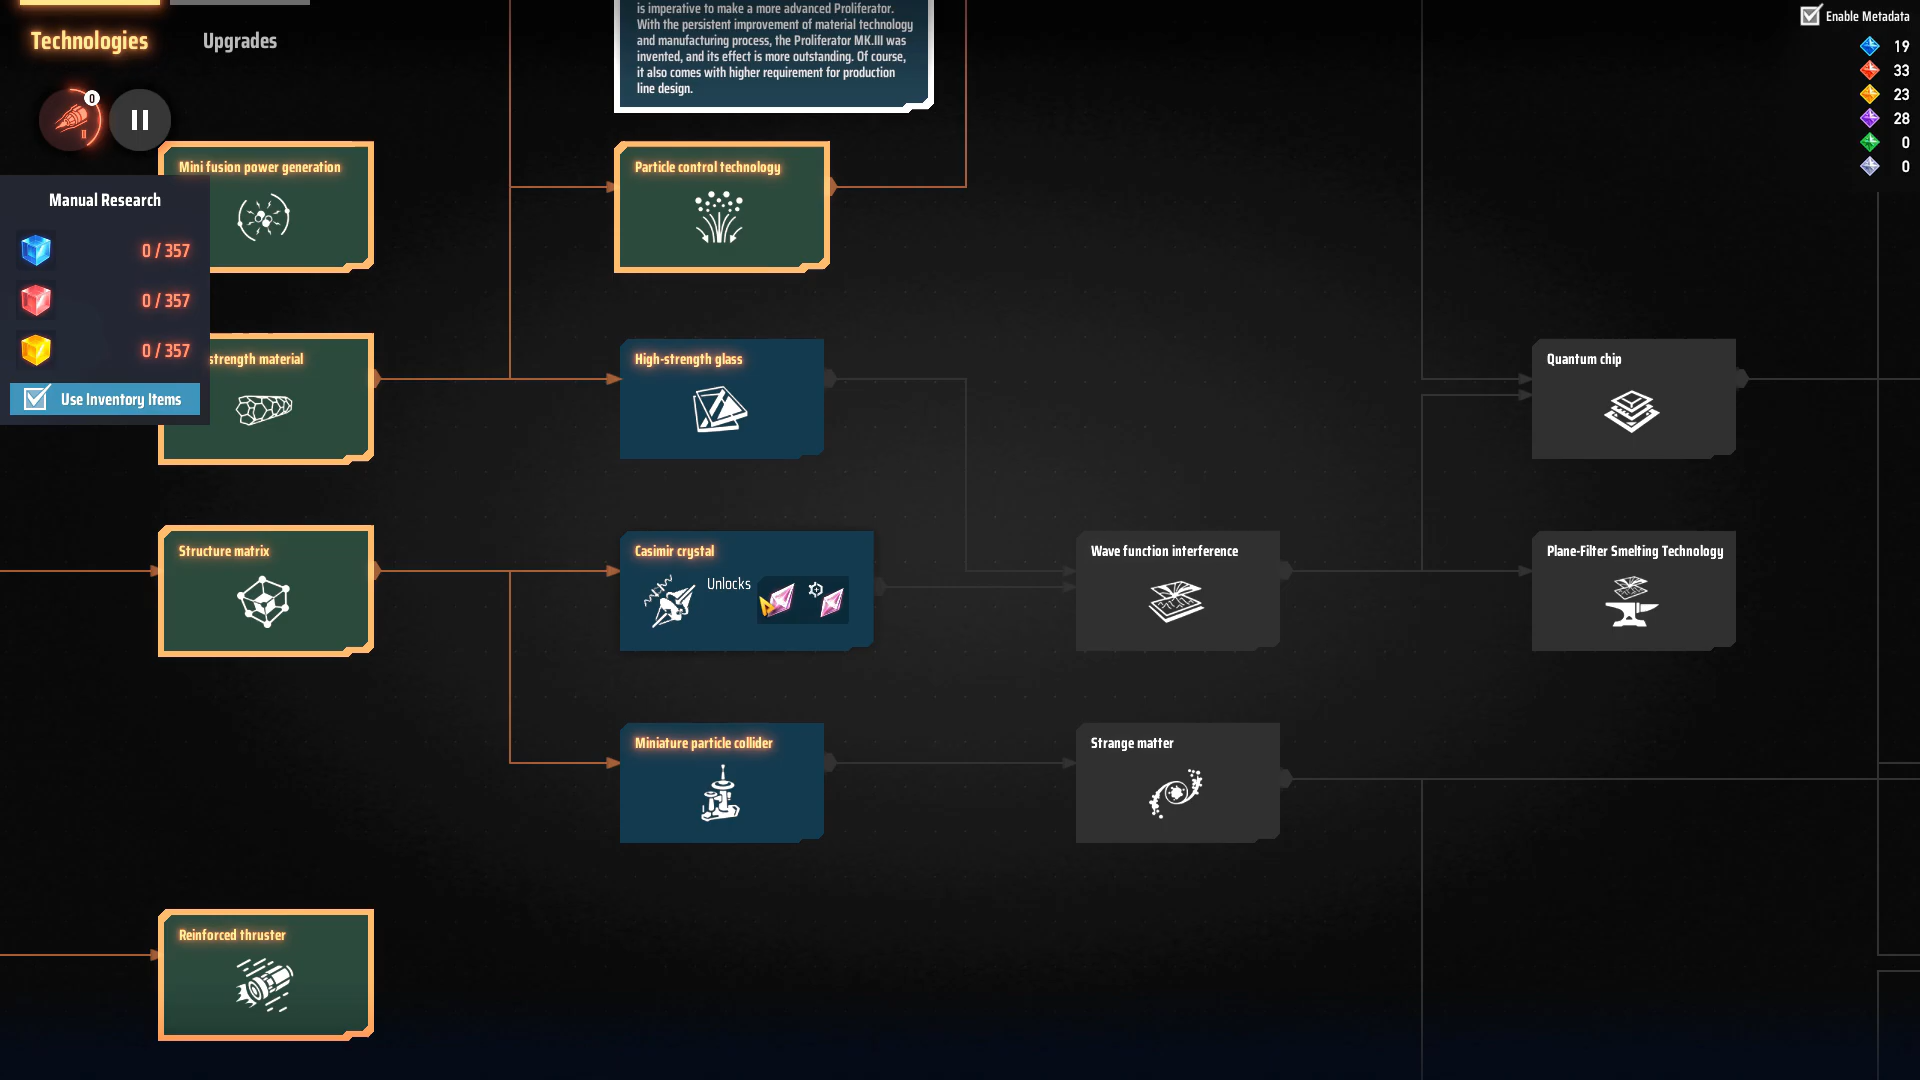 Technologies
Upgrades
0
II
Manual Research
0 / 357
0 / 357
0 / 357
Use Inventory Items
is imperative to make a more advanced Proliferator.
With the persistent improvement of material technology
and manufacturing process, the Proliferator MK.III was
invented, and its effect is more outstanding. Of course,
it also comes with higher requirement for production
line design.
Enable Metadata
19
33
23
28
0
0
Mini fusion power generation
Particle control technology
strength material
High-strength glass
Quantum chip
Structure matrix
Casimir crystal
Unlocks
Wave function interference
Plane-Filter Smelting Technology
Miniature particle collider
Strange matter
Reinforced thruster